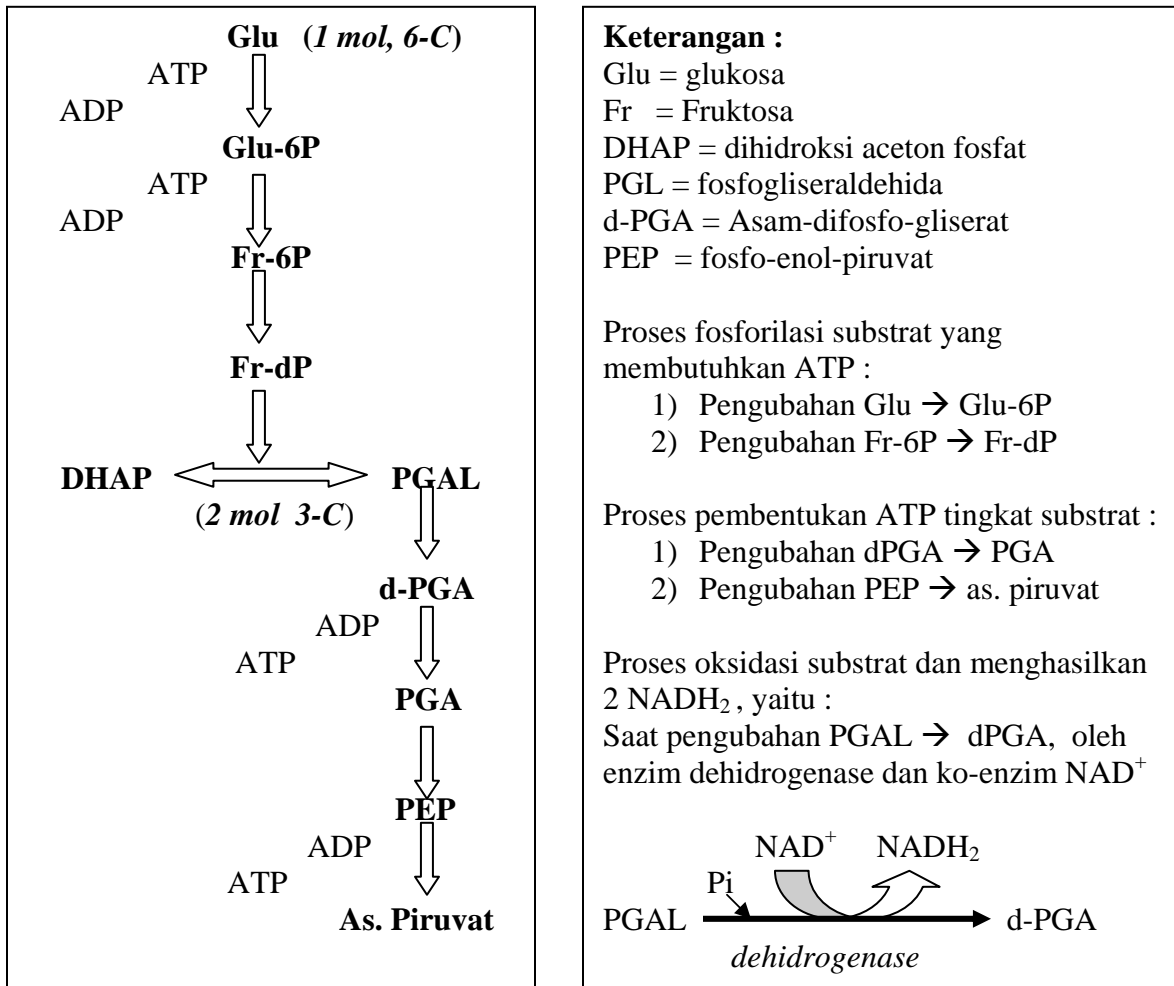 Glu (1 mol, 6-C)
ATP
ADP
Glu-6P
ATP
ADP
Fr-6P
Fr-dP
DHAP PGAL
(2 mol 3-C)
d-PGA
ADP
ATP
PGA
PEP
ADP
ATP
As. Piruvat
Keterangan :
Glu = glukosa
Fr = Fruktosa
DHAP = dihidroksi aceton fosfat
PGL = fosfogliseraldehida
d-PGA = Asam-difosfo-gliserat
PEP = fosfo-enol-piruvat
Proses fosforilasi substrat yang
membutuhkan ATP :
1) Pengubahan Glu → Glu-6P
2) Pengubahan Fr-6P → Fr-dP
Proses pembentukan ATP tingkat substrat :
1) Pengubahan dPGA → PGA
2) Pengubahan PEP → as. piruvat
Proses oksidasi substrat dan menghasilkan
2 NADH₂ , yaitu :
Saat pengubahan PGAL → dPGA, oleh
enzim dehidrogenase dan ko-enzim NAD⁺
NAD⁺ NADH₂
Pi
PGAL d-PGA
dehidrogenase